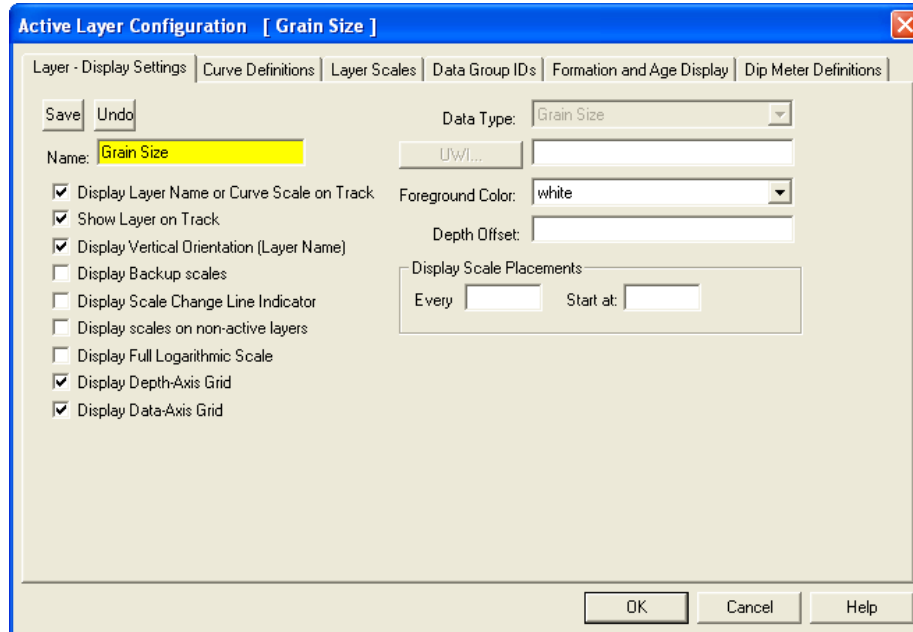 Active Layer Configuration [ Grain Size ]
Layer - Display Settings Curve Definitions Layer Scales Data Group IDs Formation and Age Display Dip Meter Definitions
Save Undo
Name: Grain Size
Display Layer Name or Curve Scale on Track
Show Layer on Track
Display Vertical Orientation (Layer Name)
Display Backup scales
Display Scale Change Line Indicator
Display scales on non-active layers
Display Full Logarithmic Scale
Display Depth-Axis Grid
Display Data-Axis Grid
Data Type: Grain Size
UWI...
Foreground Color: white
Depth Offset:
Display Scale Placements
Every Start at:
OK Cancel Help